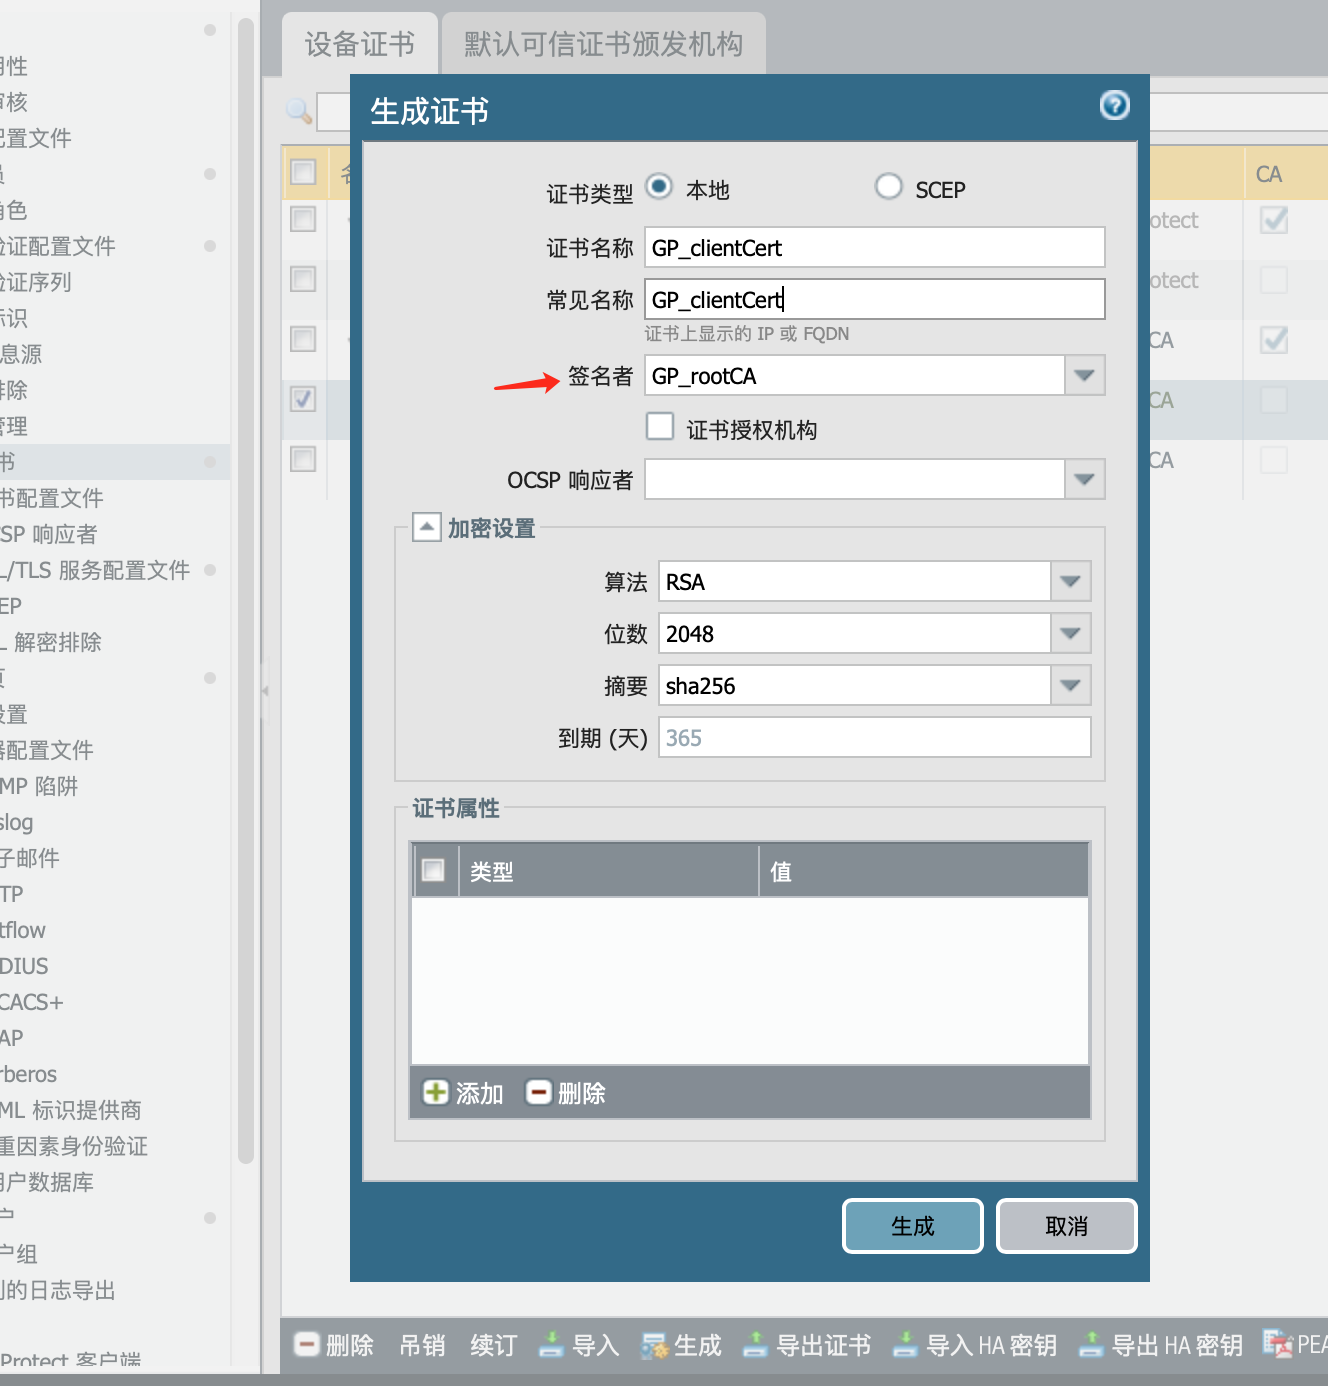 设备证书
默认可信证书颁发机构
生成证书
证书类型
本地
SCEP
证书名称
GP_clientCert
常见名称
GP_clientCert
证书上显示的 IP 或 FQDN
签名者
GP_rootCA
证书授权机构
OCSP 响应者
加密设置
算法
RSA
位数
2048
摘要
sha256
到期 (天)
365
证书属性
类型
值
添加
删除
生成
取消
CA
otect
otect
CA
CA
CA
性
核
置文件
色
证配置文件
证序列
识
息源
除
管理
书
书配置文件
SP 响应者
L/TLS 服务配置文件
EP
L 解密排除
页
设置
器配置文件
MP 陷阱
slog
子邮件
TP
tflow
DIUS
CACS+
AP
rberos
ML 标识提供商
重因素身份验证
用户数据库
户
户组
的日志导出
Protect 客户端
删除
吊销
续订
导入
生成
导出证书
导入 HA 密钥
导出 HA 密钥
PEA